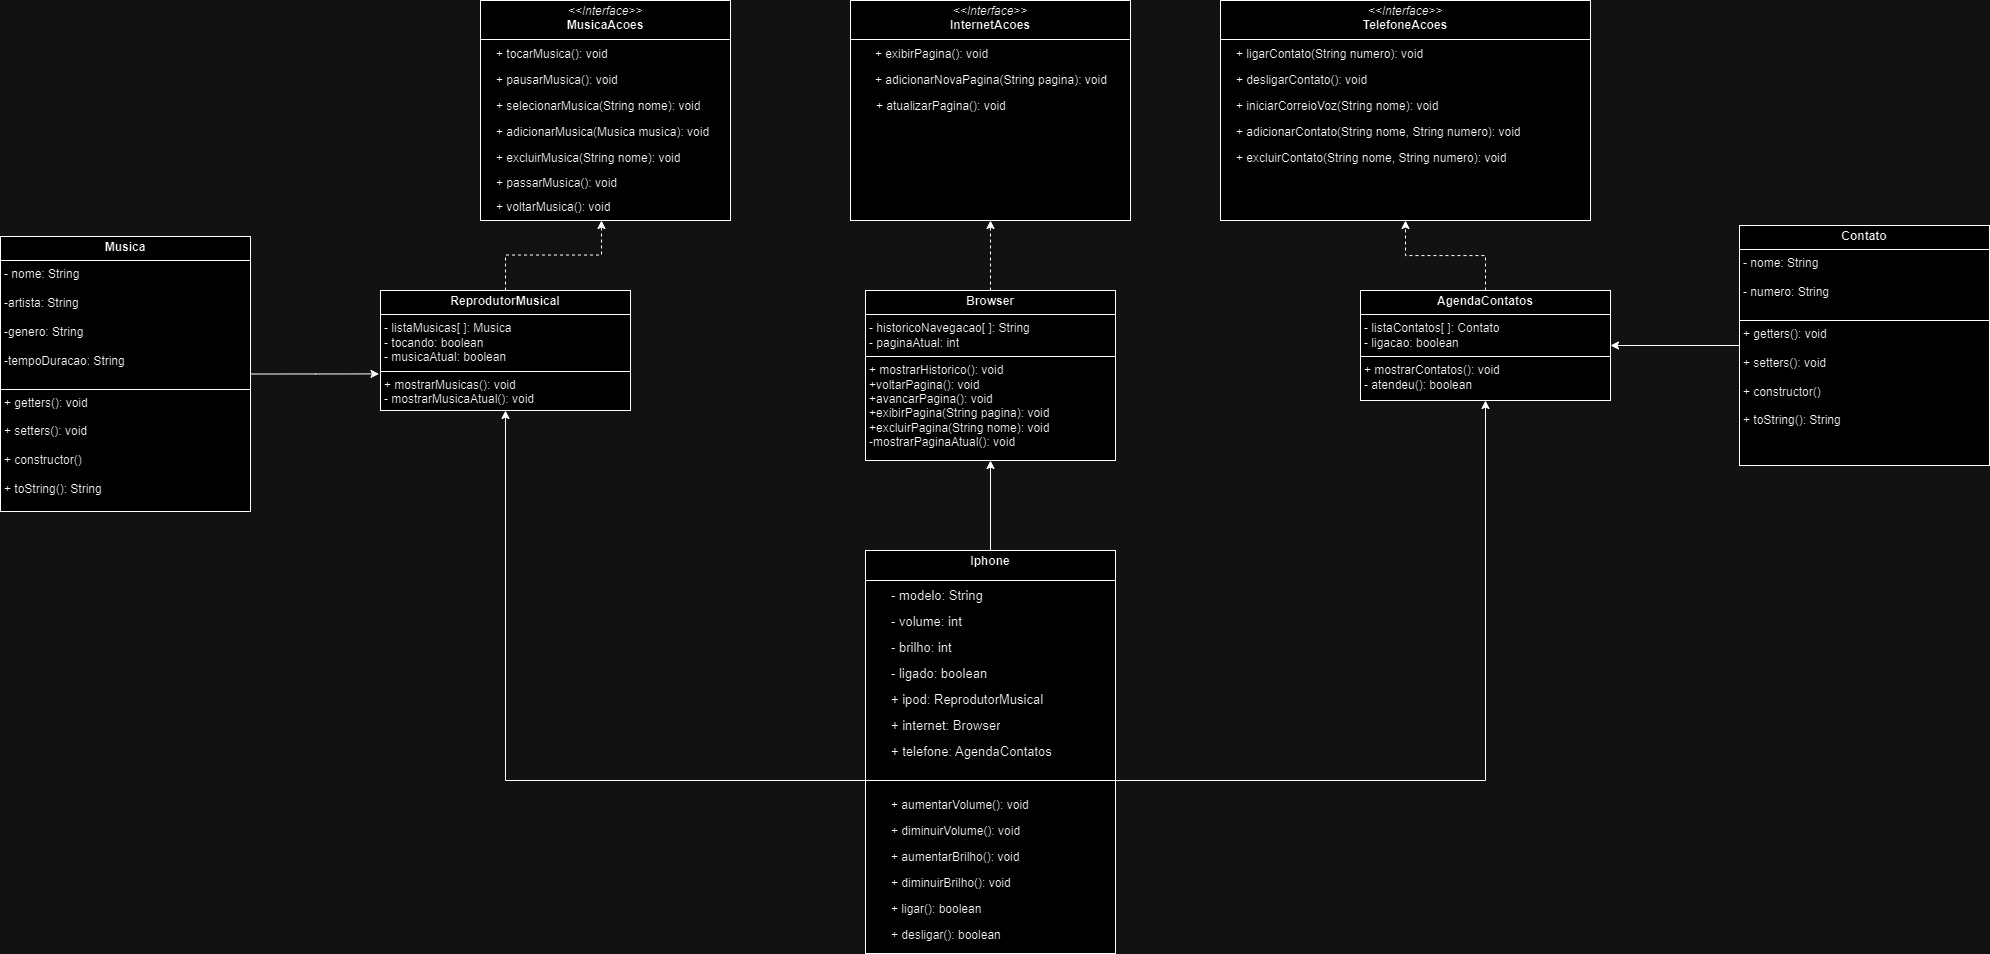 <<Interface>>
MusicaAcoes
+ tocarMusica(): void
+ pausarMusica(): void
+ selecionarMusica(String nome): void
+ adicionarMusica(Musica musica): void
+ excluirMusica(String nome): void
+ passarMusica(): void
+ voltarMusica(): void
<<Interface>>
InternetAcoes
+ exibirPagina(): void
+ adicionarNovaPagina(String pagina): void
+ atualizarPagina(): void
<<Interface>>
TelefoneAcoes
+ ligarContato(String numero): void
+ desligarContato(): void
+ iniciarCorreioVoz(String nome): void
+ adicionarContato(String nome, String numero): void
+ excluirContato(String nome, String numero): void
Musica
- nome: String
-artista: String
-genero: String
-tempoDuracao: String
+ getters(): void
+ setters(): void
+ constructor()
+ toString(): String
ReprodutorMusical
- listaMusicas[ ]: Musica
- tocando: boolean
- musicaAtual: boolean
+ mostrarMusicas(): void
- mostrarMusicaAtual(): void
Browser
- historicoNavegacao[ ]: String
- paginaAtual: int
+ mostrarHistorico(): void
+voltarPagina(): void
+avancarPagina(): void
+exibirPagina(String pagina): void
+excluirPagina(String nome): void
-mostrarPaginaAtual(): void
AgendaContatos
- listaContatos[ ]: Contato
- ligacao: boolean
+ mostrarContatos(): void
- atendeu(): boolean
Contato
- nome: String
- numero: String
+ getters(): void
+ setters(): void
+ constructor()
+ toString(): String
Iphone
- modelo: String
- volume: int
- brilho: int
- ligado: boolean
+ ipod: ReprodutorMusical
+ internet: Browser
+ telefone: AgendaContatos
+ aumentarVolume(): void
+ diminuirVolume(): void
+ aumentarBrilho(): void
+ diminuirBrilho(): void
+ ligar(): boolean
+ desligar(): boolean